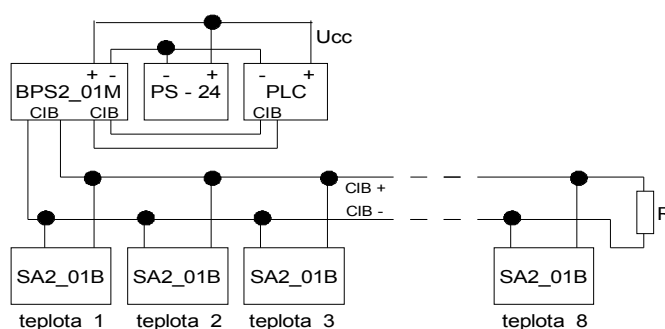 Ucc
+ - - + - +
BPS2_01M PS - 24 PLC
CIB CIB CIB
CIB +
CIB -
R
SA2_01B SA2_01B SA2_01B SA2_01B
teplota 1 teplota 2 teplota 3 teplota 8